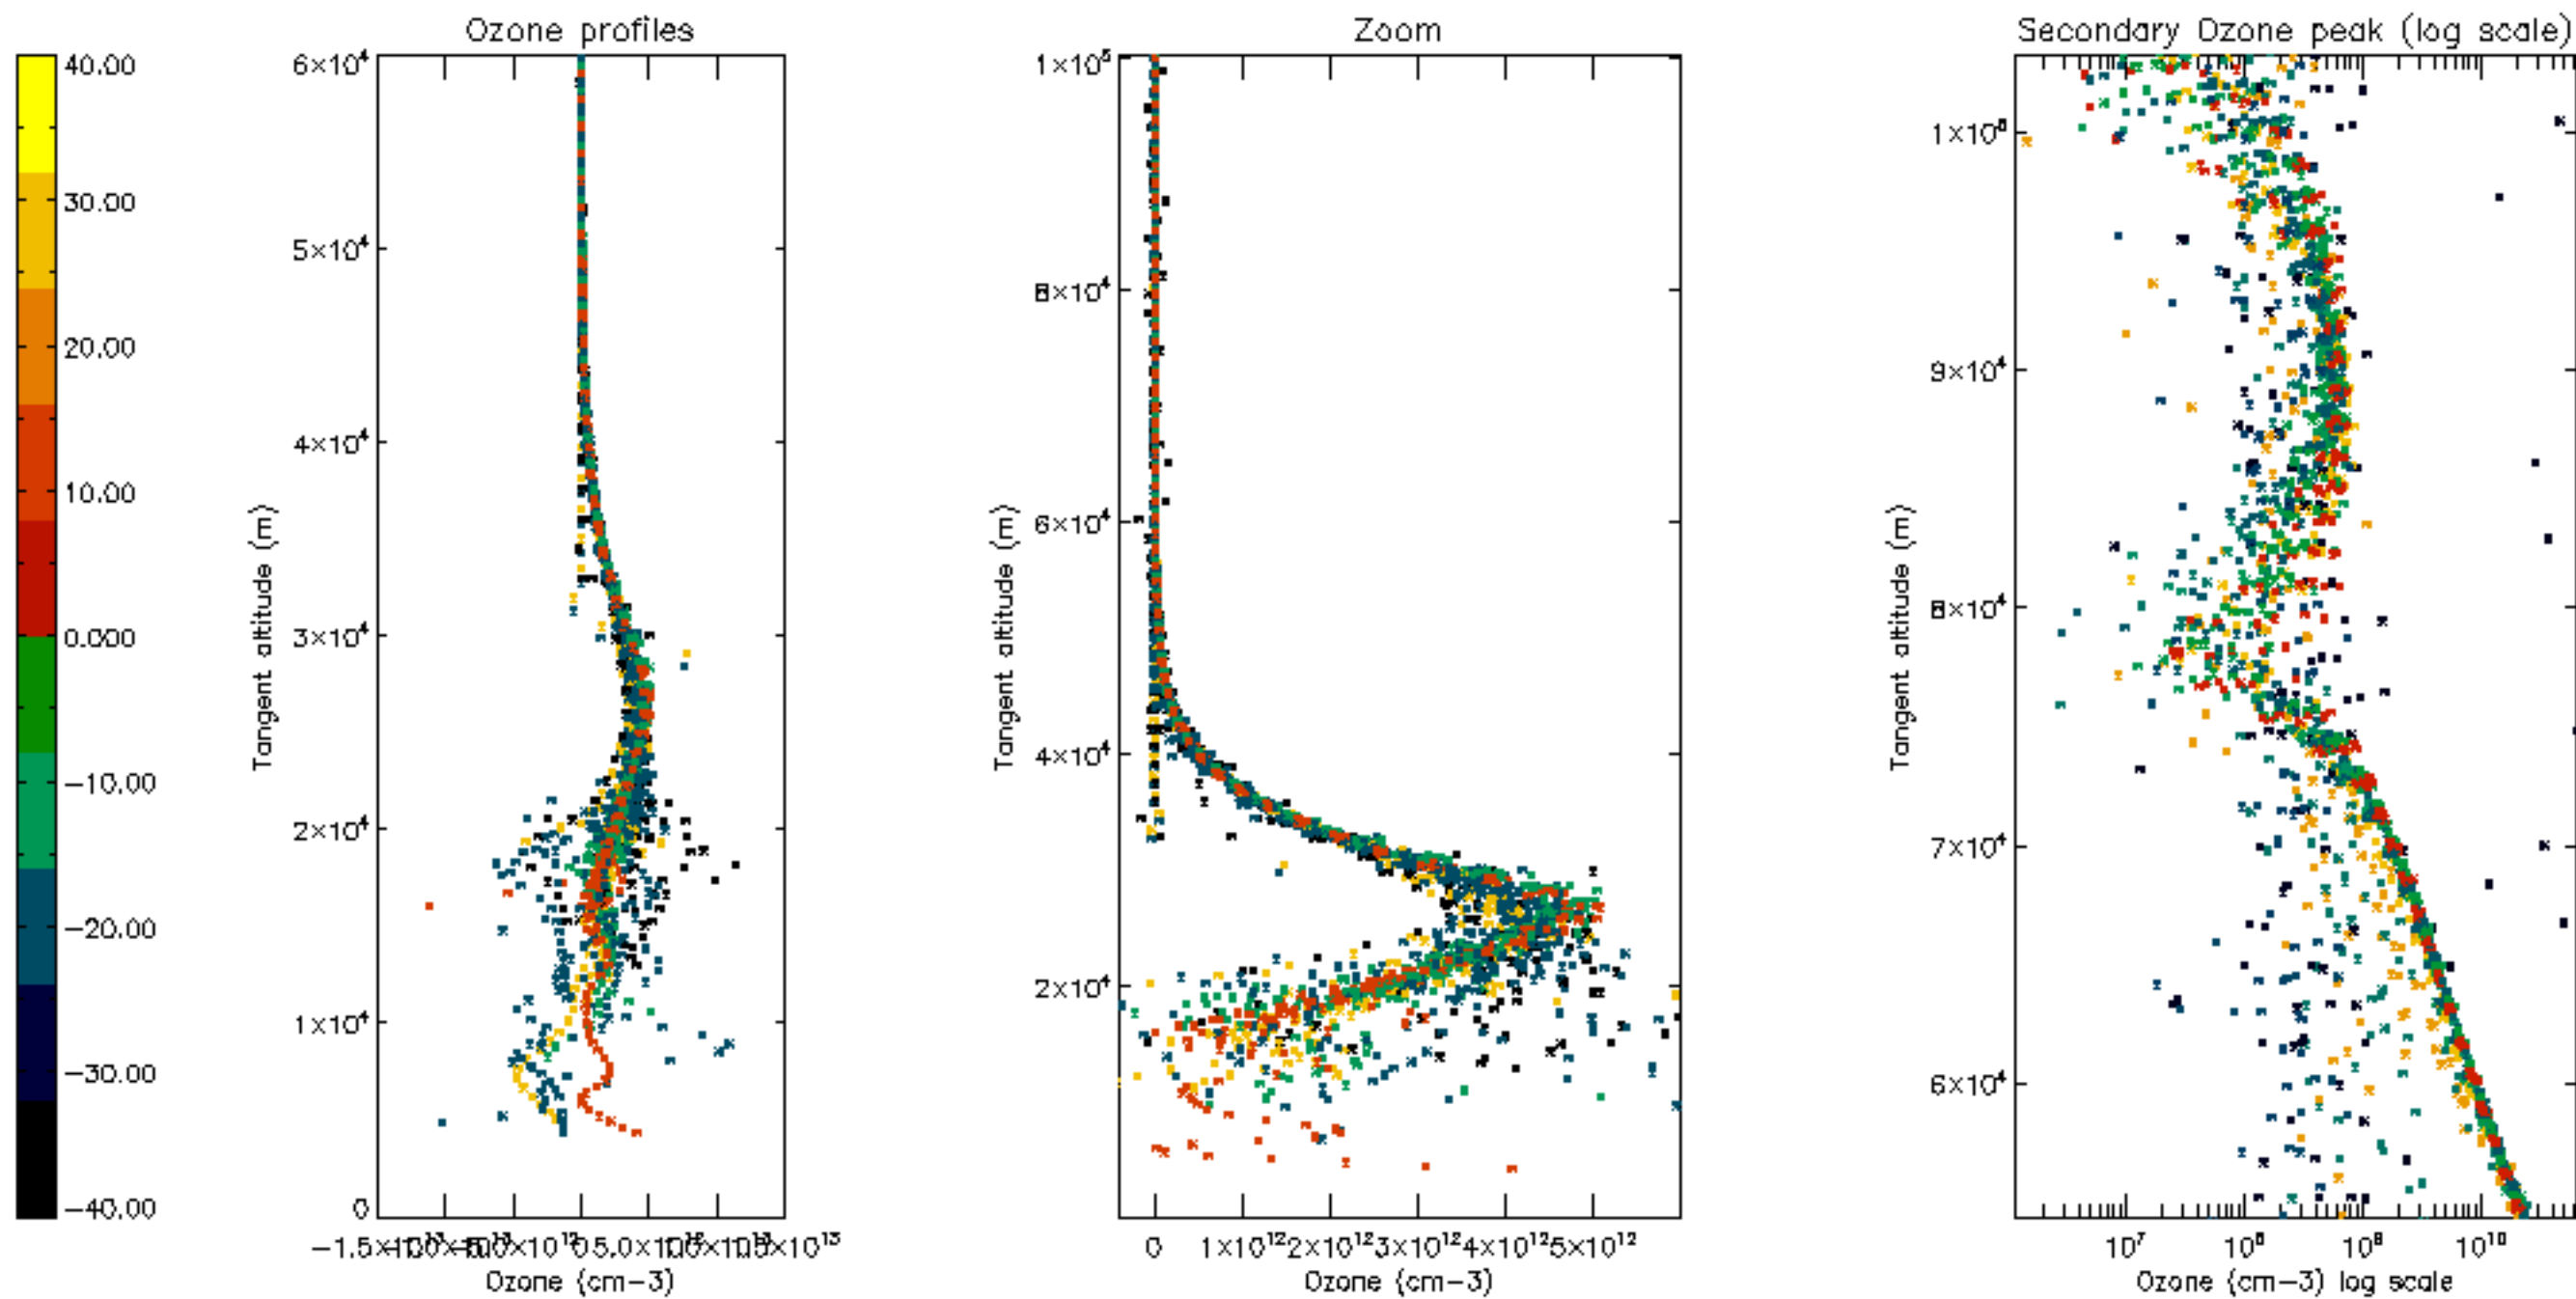 Ozone profiles
Zoom
Secondary Ozone peak (log scale)
40.00
30.00
20.00
10.00
-10.00
-20.00
-30.00
-40.00
Tangent altitude (m)
6×10⁴
5×10⁴
4×10⁴
3×10⁴
2×10⁴
1×10⁴
0
Ozone (cm-3)
Tangent altitude (m)
1×10⁵
8×10⁴
6×10⁴
4×10⁴
2×10⁴
0 1×10¹² 2×10¹² 3×10¹² 4×10¹² 5×10¹²
Ozone (cm-3)
Tangent altitude (m)
9×10⁴
8×10⁴
7×10⁴
6×10⁴
10⁷ 10⁸ 10⁹ 10¹⁰
Ozone (cm-3) log scale